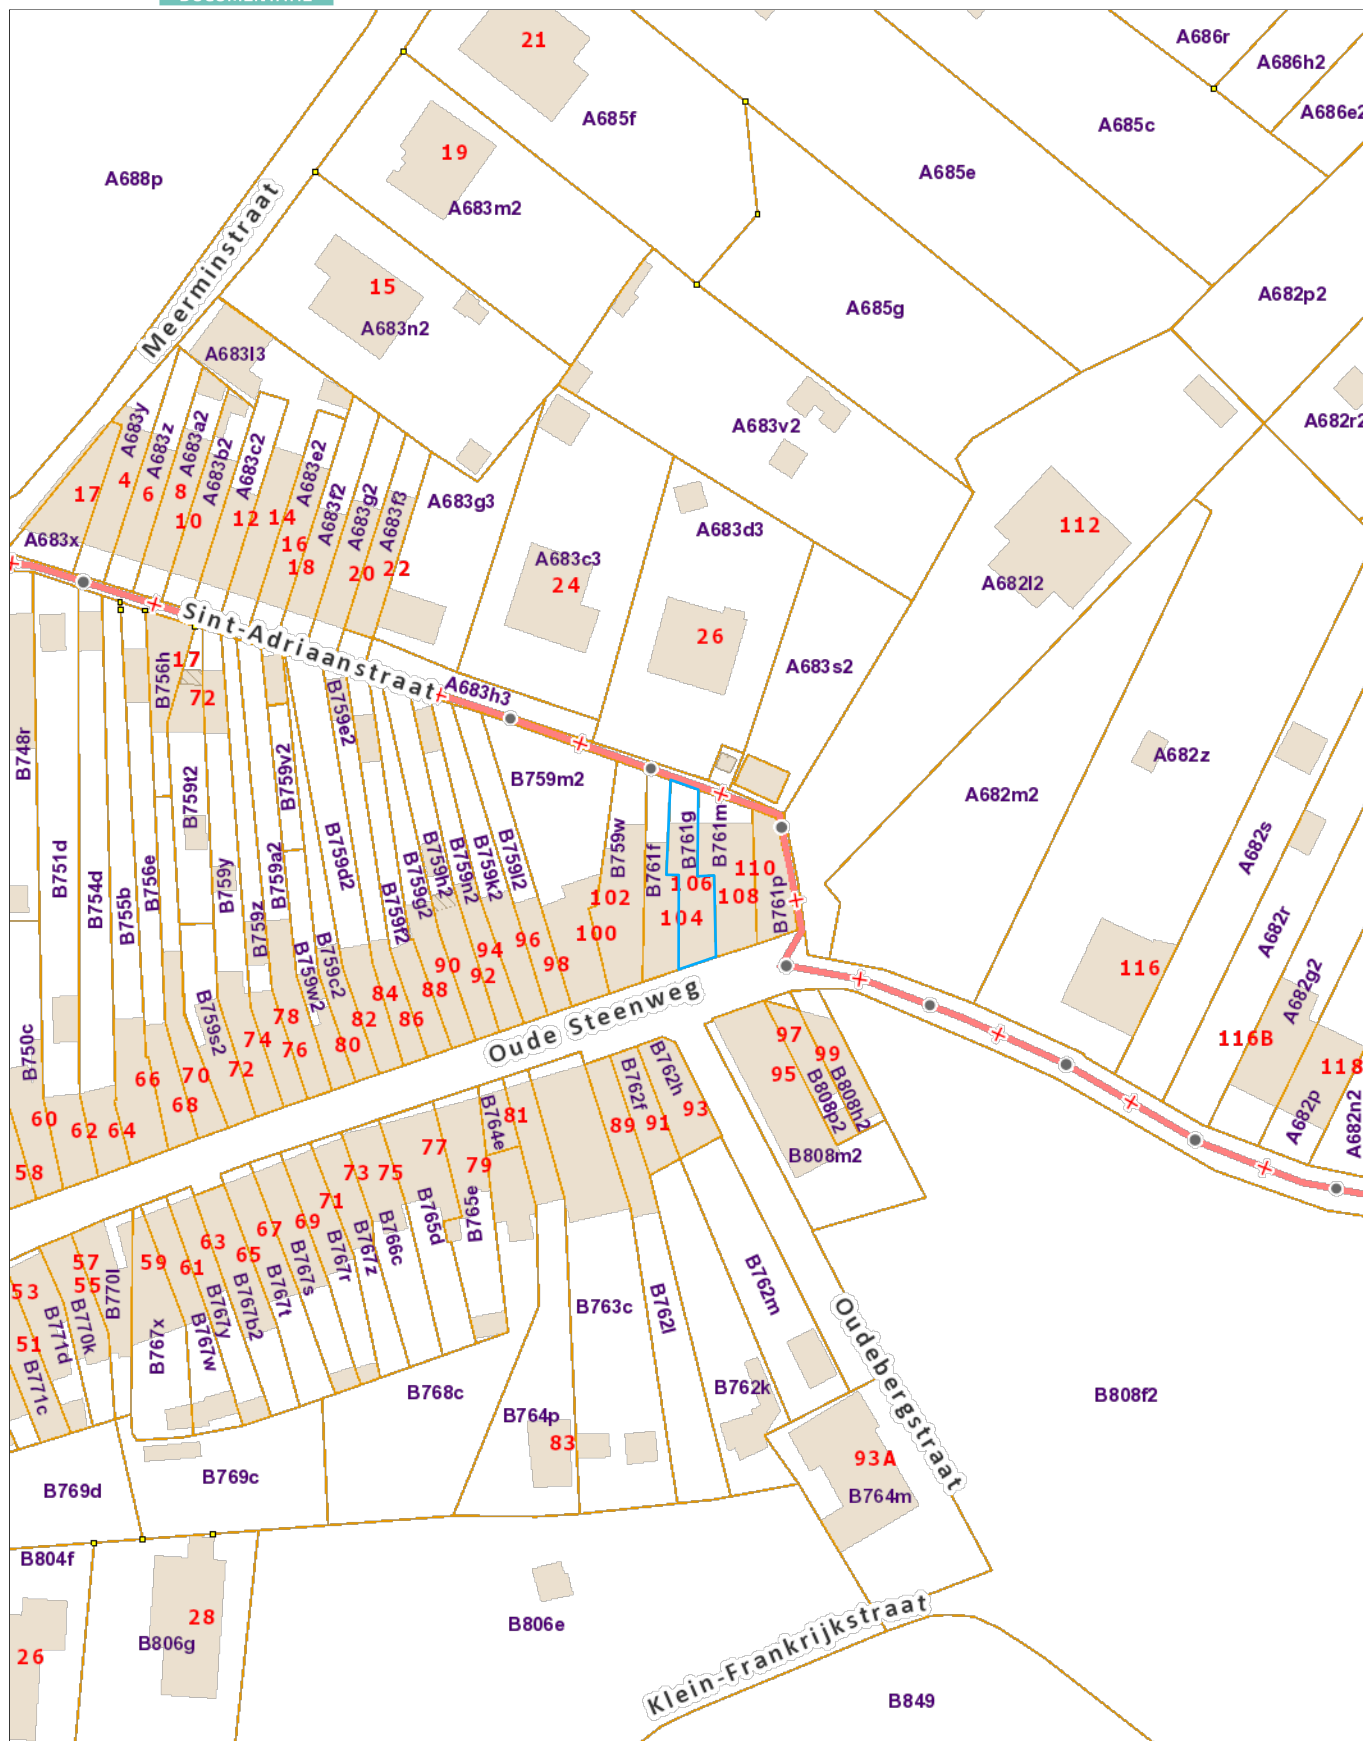 21
A686r
A686h2
A686e2
A685f
A685c
19
A688p
A685e
A683m2
Meerminstraat
15
A683n2
A685g
A682p2
A683l3
A683v2
A682r2
A683y
A683z
A683a2
A683b2
A683c2
A683e2
A683f2
A683g2
A683f3
A683g3
17
4
6
8
10
12
14
16
18
20
22
A683x
A683d3
112
A683c3
24
A682l2
Sint-Adriaanstraat
26
A683s2
B756h
17
72
A683h3
B759e2
B748r
B759t2
B759v2
B759m2
A682z
A682m2
B751d
B754d
B755b
B756e
B759y
B759z
B759a2
B759d2
B759w2
B759c2
B759f2
B759g2
B759h2
B759n2
B759k2
B759l2
B759w
B761f
B761g
B761m
B761p
A682s
A682r
110
106
108
102
104
100
96
94
98
90
92
88
84
86
82
80
78
76
74
72
B759s2
70
68
66
B750c
60
62
64
58
Oude Steenweg
116
A682g2
116B
118
A682p
A682n2
97
99
95
B808p2
B808h2
B808m2
B762h
B762f
93
91
89
81
B764e
77
79
75
73
71
69
67
65
63
61
59
57
55
53
51
B765e
B765d
B766c
B767z
B767r
B767s
B767t
B767b2
B767y
B767w
B767x
B770l
B770k
B771d
B771c
B763c
B762l
B762m
Oudebergstraat
B768c
B762k
B808f2
B764p
83
93A
B764m
B769c
B769d
B804f
28
B806g
B806e
26
Klein-Frankrijkstraat
B849